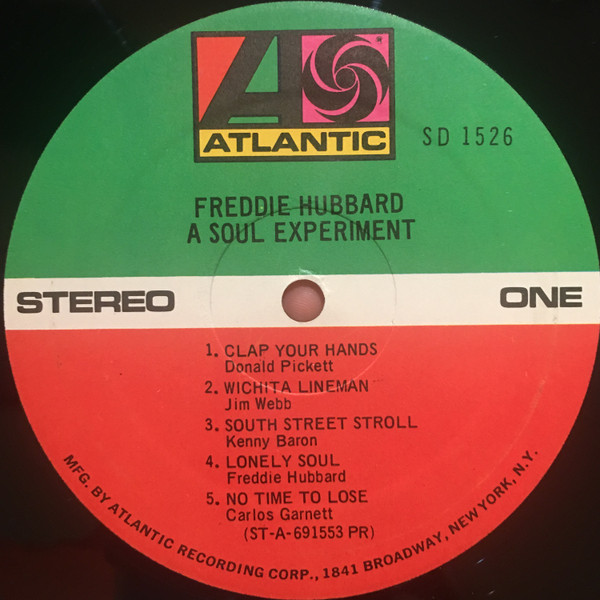 ATLANTIC
SD 1526
FREDDIE HUBBARD
A SOUL EXPERIMENT
STEREO
ONE
1. CLAP YOUR HANDS
Donald Pickett
2. WICHITA LINEMAN
Jim Webb
3. SOUTH STREET STROLL
Kenny Baron
4. LONELY SOUL
Freddie Hubbard
5. NO TIME TO LOSE
Carlos Garnett
(ST-A-691553 PR)
MFG. BY ATLANTIC RECORDING CORP., 1841 BROADWAY, NEW YORK, N.Y.